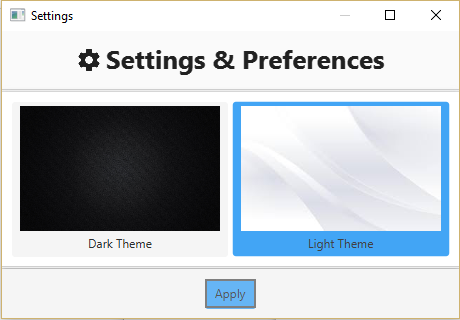 Settings
Settings & Preferences
Dark Theme
Light Theme
Apply